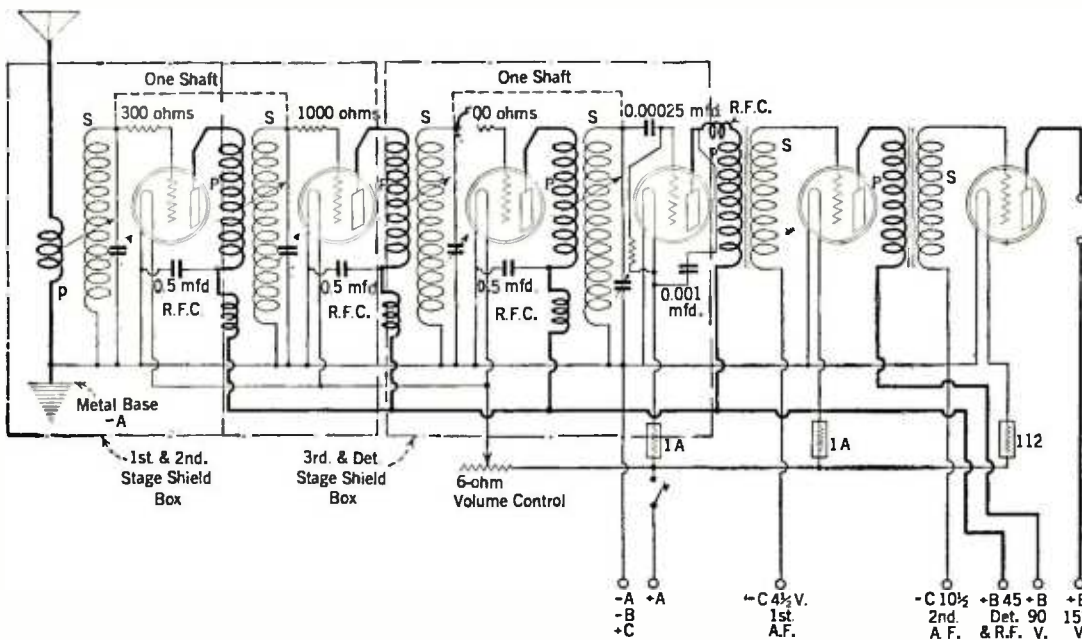 One Shaft
One Shaft
S
300 ohms
S
1000 ohms
S
S
0.00025 mfd
R.F.C.
S
S
P
P
P
P
P
P
0.5 mfd
R.F.C.
0.5 mfd
R.F.C.
0.5 mfd
R.F.C.
0.001
mfd.
Metal Base
-A
1st. & 2nd.
Stage Shield
Box
3rd. & Det
Stage Shield
Box
6-ohm
Volume Control
1A
1A
112
-A
-B
+C
+A
-C 4½ V.
1st.
A.F.
-C 10½
2nd.
A.F.
+B 45
Det.
& R.F.
+B
90
V.